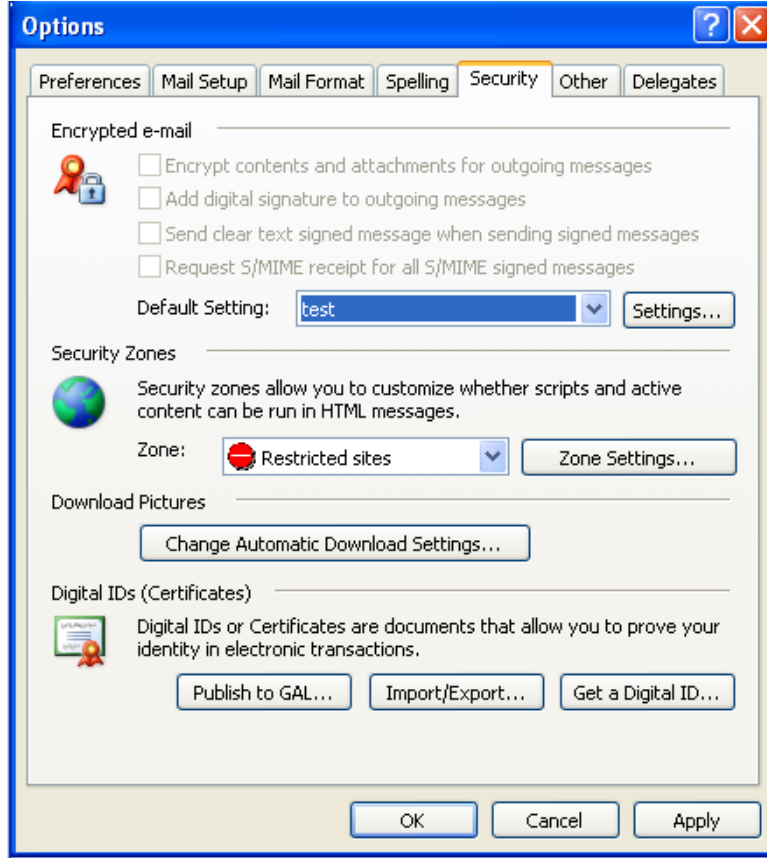 Options
Preferences Mail Setup Mail Format Spelling Security Other Delegates
Encrypted e-mail
Encrypt contents and attachments for outgoing messages
Add digital signature to outgoing messages
Send clear text signed message when sending signed messages
Request S/MIME receipt for all S/MIME signed messages
Default Setting: test Settings...
Security Zones
Security zones allow you to customize whether scripts and active
content can be run in HTML messages.
Zone: Restricted sites Zone Settings...
Download Pictures
Change Automatic Download Settings...
Digital IDs (Certificates)
Digital IDs or Certificates are documents that allow you to prove your
identity in electronic transactions.
Publish to GAL... Import/Export... Get a Digital ID...
OK Cancel Apply